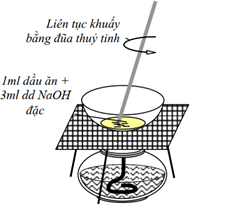 Liên tục khuấy
bằng đũa thuỷ tinh
1ml dầu ăn +
3ml dd NaOH
đặc